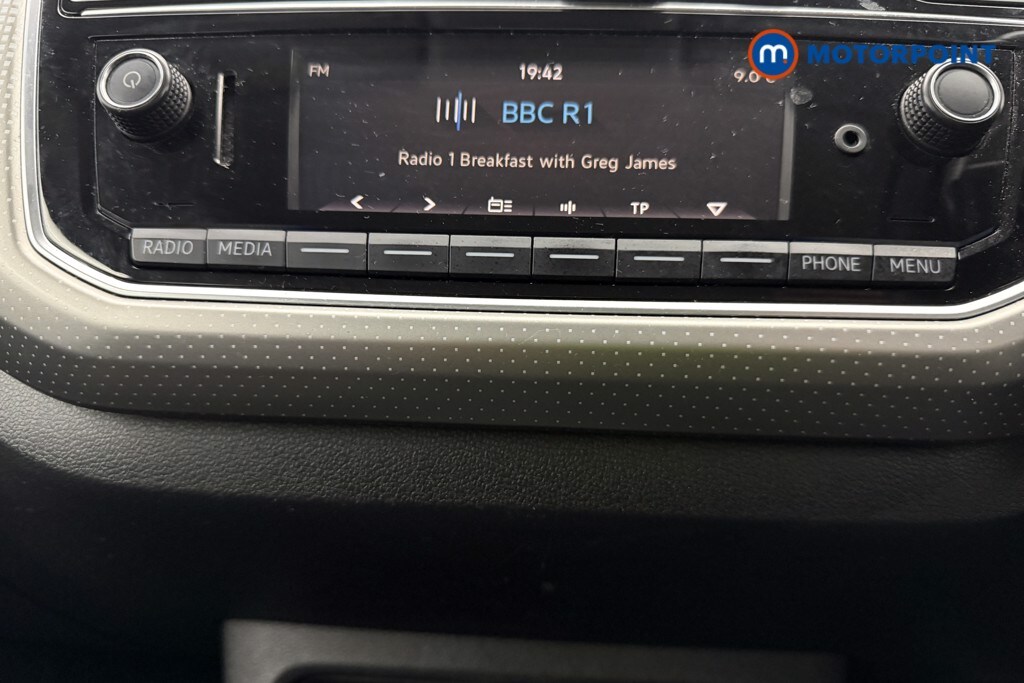 m MOTORPOINT
FM 19:42 9.0°C
BBC R1
Radio 1 Breakfast with Greg James
TP
RADIO MEDIA PHONE MENU